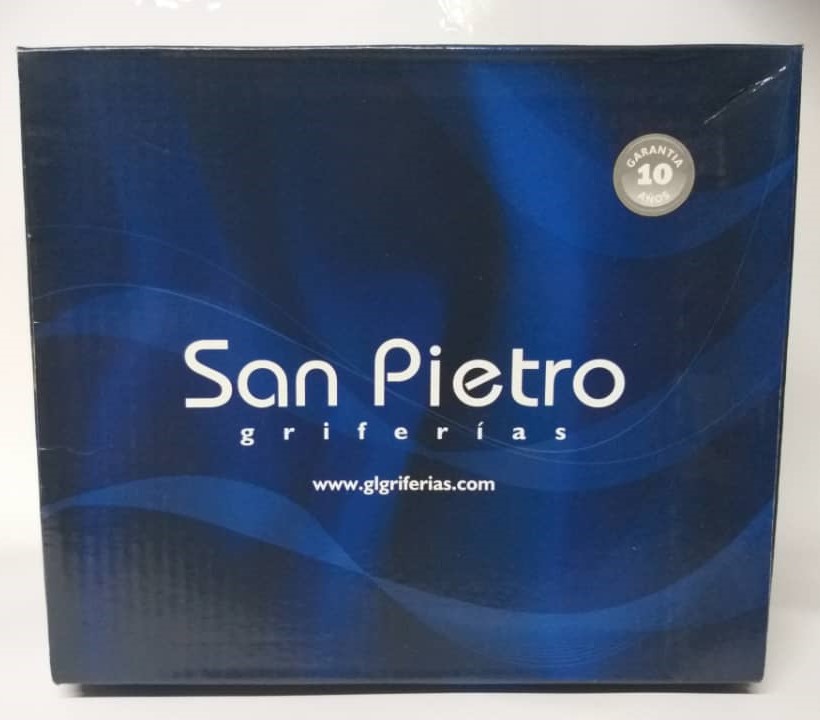 GARANTIA
10
AÑOS
San Pietro
griferías
www.glgriferias.com